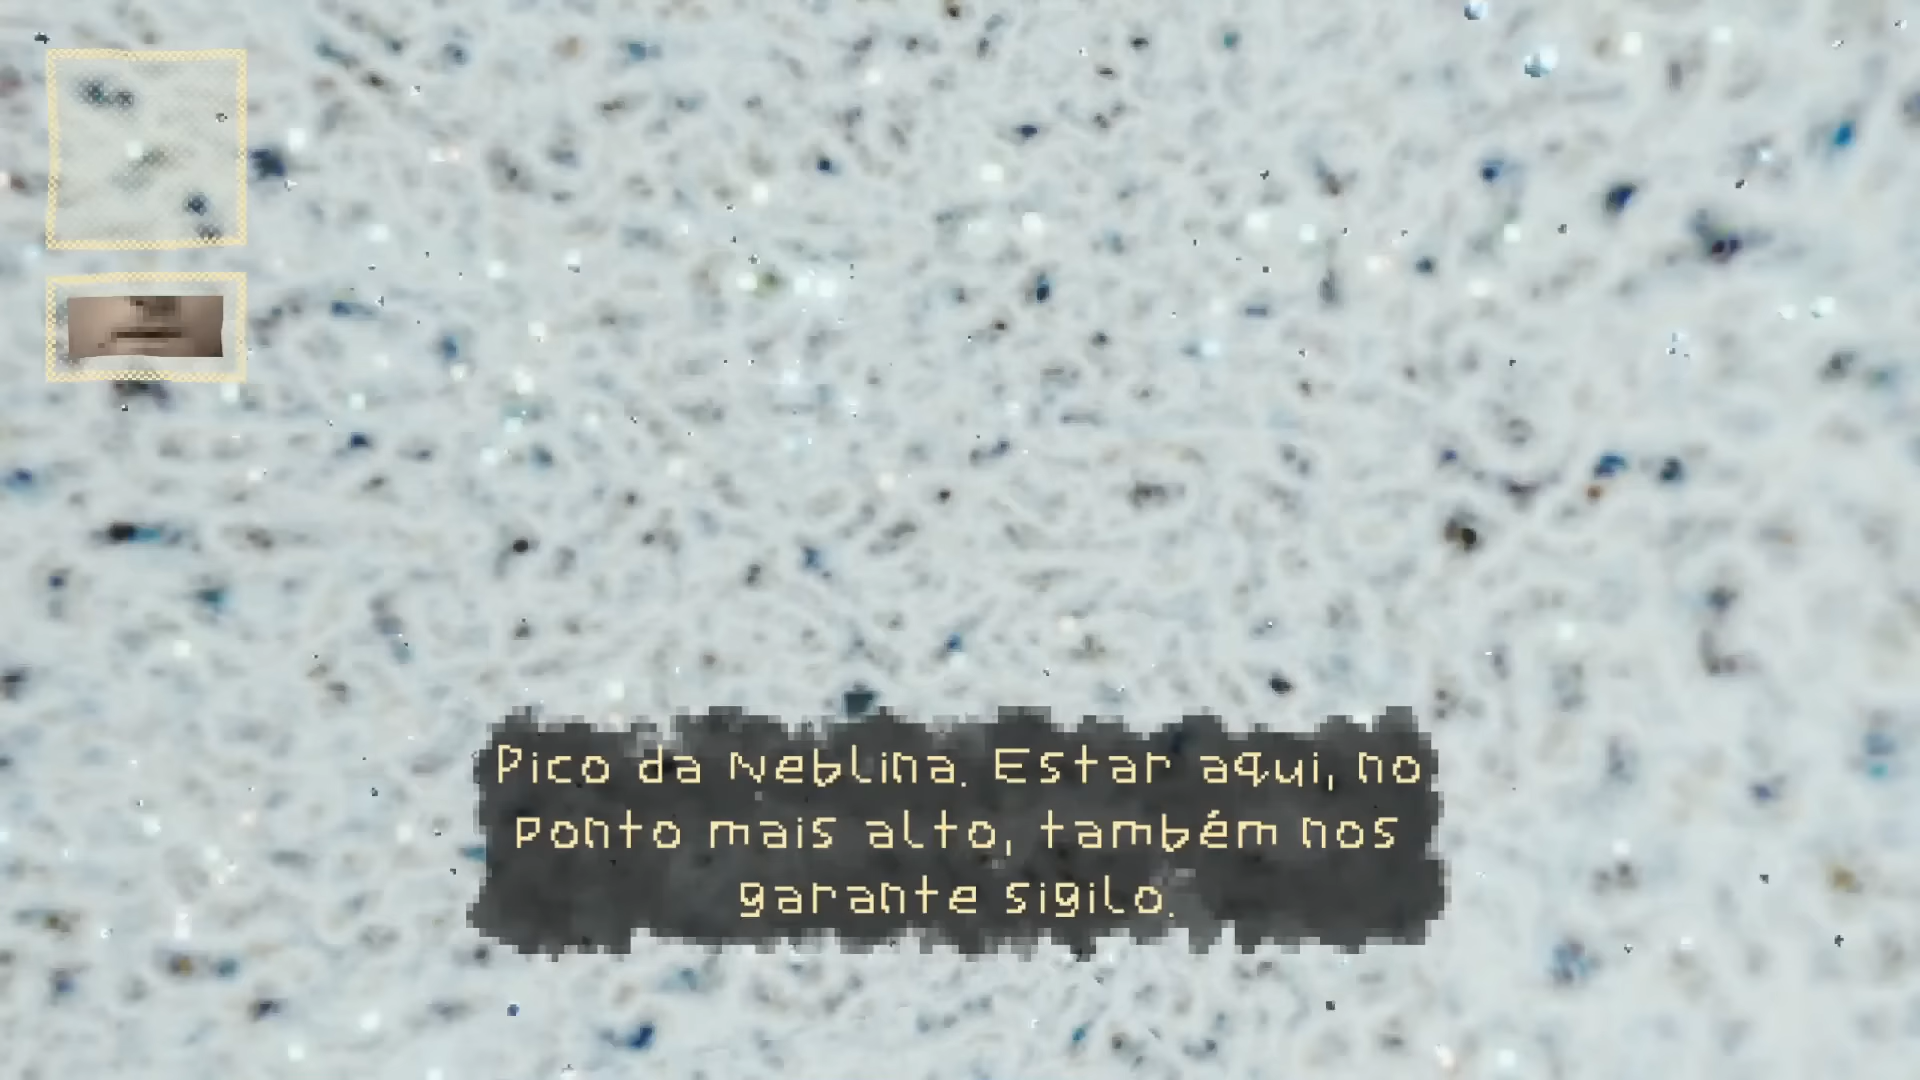 Pico da Neblina. Estar aqui, no
ponto mais alto, também nos
garante sigilo.